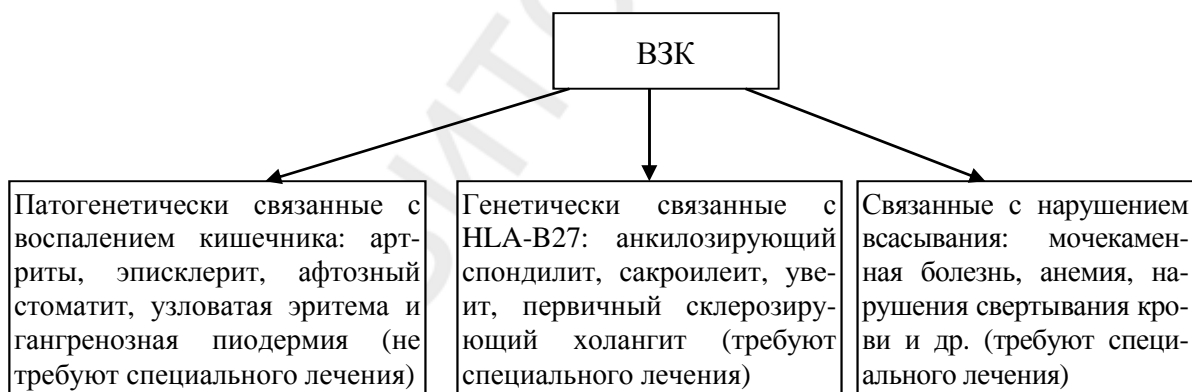 ВЗК
Патогенетически связанные с
воспалением кишечника: арт-
риты, эписклерит, афтозный
стоматит, узловатая эритема и
гангренозная пиодермия (не
требуют специального лечения)
Генетически связанные с
HLA-B27: анкилозирующий
спондилит, сакроилеит, уве-
ит, первичный склерозиру-
ющий холангит (требуют
специального лечения)
Связанные с нарушением
всасывания: мочекамен-
ная болезнь, анемия, на-
рушения свертывания кро-
ви и др. (требуют специ-
ального лечения)